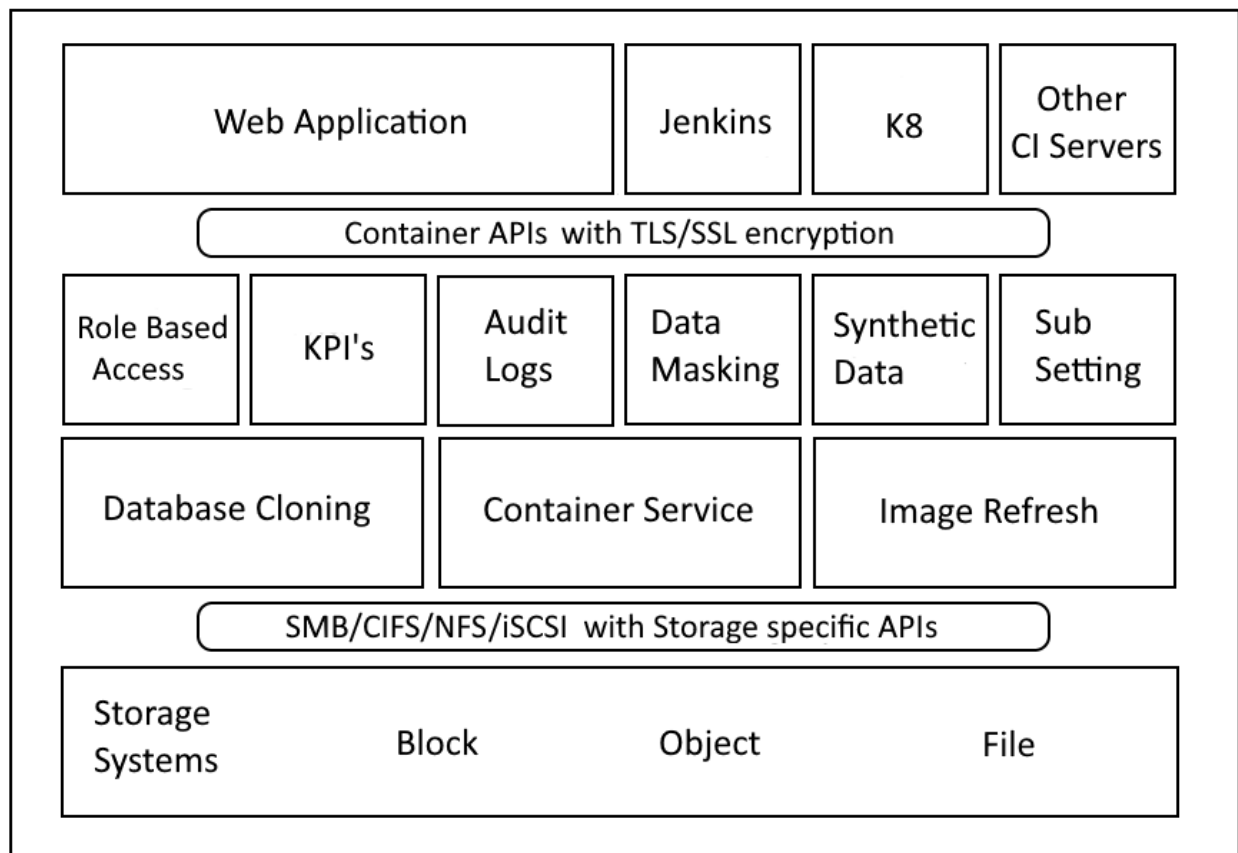 Web Application
Jenkins
K8
Other
CI Servers
Container APIs with TLS/SSL encryption
Role Based
Access
KPI's
Audit
Logs
Data
Masking
Synthetic
Data
Sub
Setting
Database Cloning
Container Service
Image Refresh
SMB/CIFS/NFS/iSCSI with Storage specific APIs
Storage
Systems
Block
Object
File